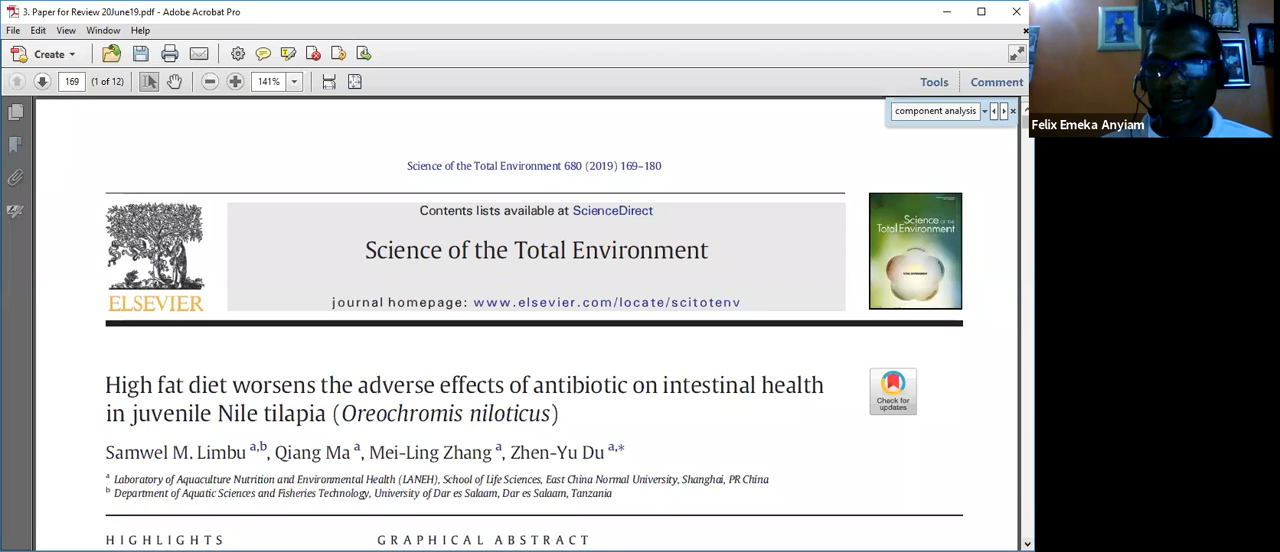 3. Paper for Review 20June19.pdf - Adobe Acrobat Pro
File Edit View Window Help
Create
169 (1 of 12) 141% Tools Comment
component analysis
Felix Emeka Anyiam
Science of the Total Environment 680 (2019) 169–180
Contents lists available at ScienceDirect
Science of the Total Environment
journal homepage: www.elsevier.com/locate/scitotenv
ELSEVIER
Science OF THE
Total Environment
High fat diet worsens the adverse effects of antibiotic on intestinal health
in juvenile Nile tilapia (Oreochromis niloticus)
Check for
updates
Samwel M. Limbu a,b, Qiang Ma a, Mei-Ling Zhang a, Zhen-Yu Du a,*
a Laboratory of Aquaculture Nutrition and Environmental Health (LANEH), School of Life Sciences, East China Normal University, Shanghai, PR China
b Department of Aquatic Sciences and Fisheries Technology, University of Dar es Salaam, Dar es Salaam, Tanzania
HIGHLIGHTS GRAPHICAL ABSTRACT